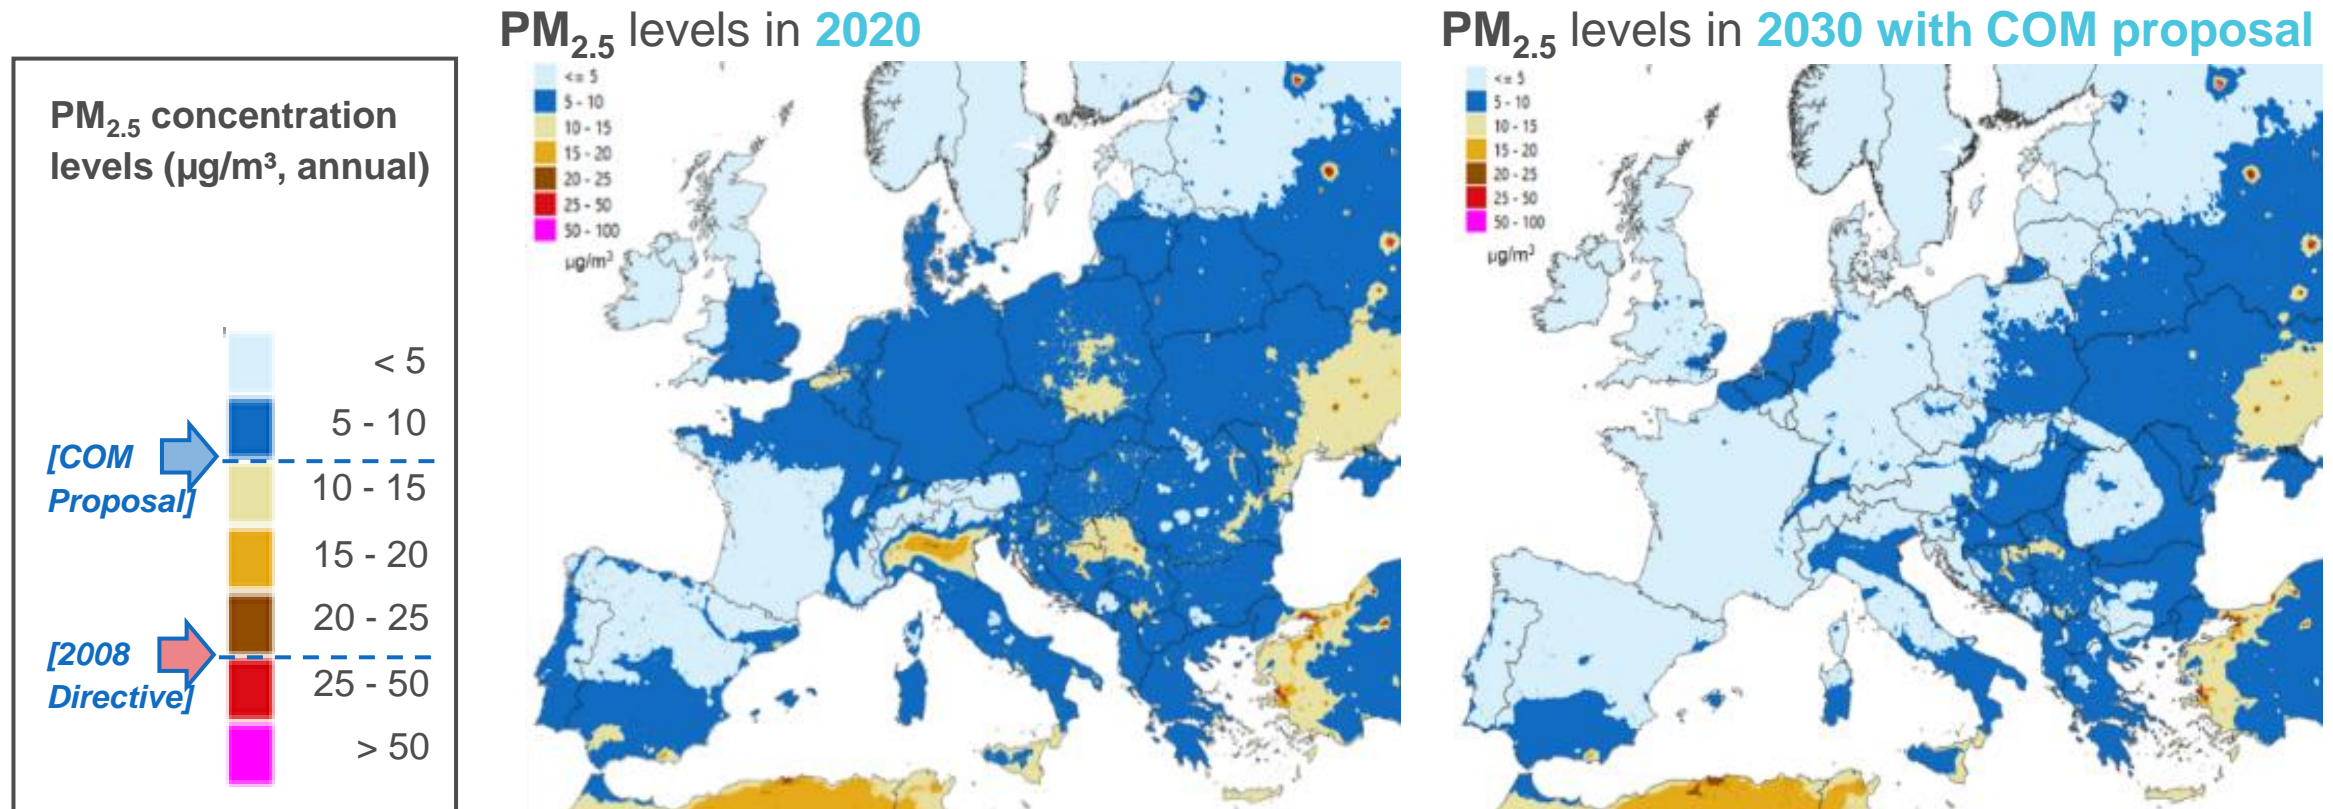 PM2.5 concentration
levels (µg/m³, annual)
< 5
5 - 10
[COM
Proposal]
10 - 15
15 - 20
20 - 25
[2008
Directive]
25 - 50
> 50
PM2.5 levels in 2020
<= 5
5 - 10
10 - 15
15 - 20
20 - 25
25 - 50
50 - 100
µg/m³
PM2.5 levels in 2030 with COM proposal
<= 5
5 - 10
10 - 15
15 - 20
20 - 25
25 - 50
50 - 100
µg/m³